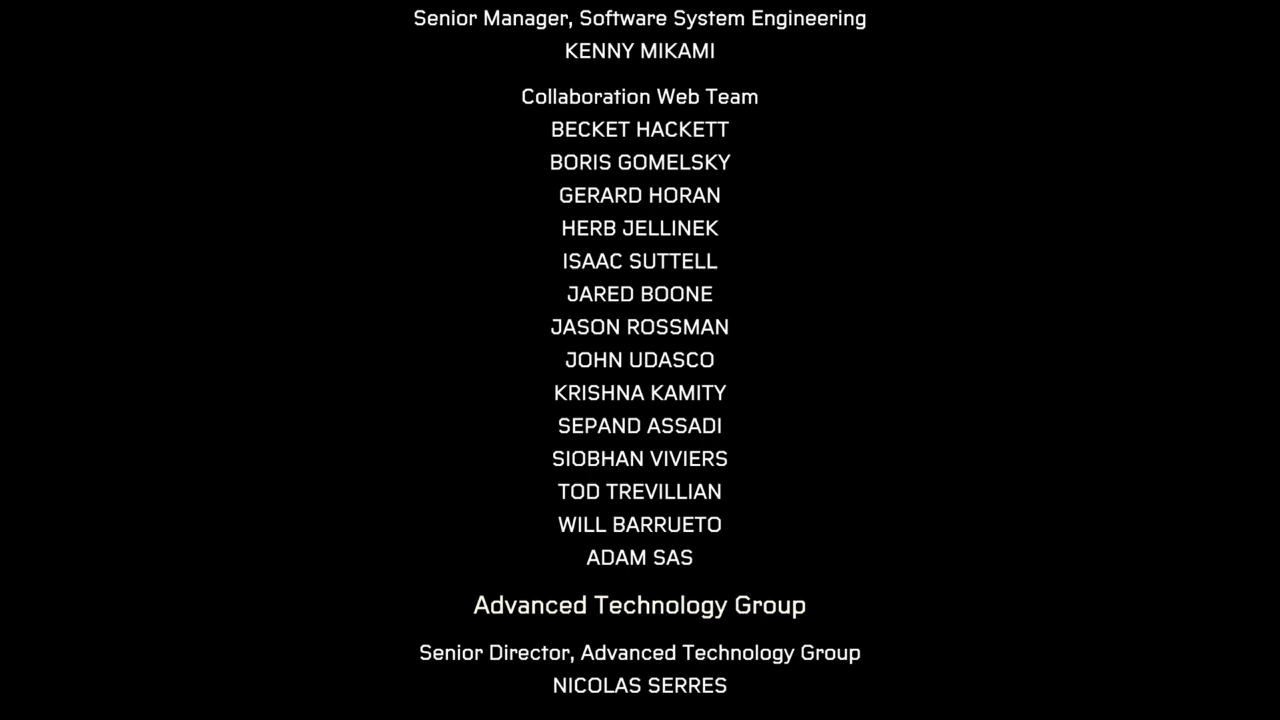 Senior Manager, Software System Engineering
KENNY MIKAMI
Collaboration Web Team
BECKET HACKETT
BORIS GOMELSKY
GERARD HORAN
HERB JELLINEK
ISAAC SUTTELL
JARED BOONE
JASON ROSSMAN
JOHN UDASCO
KRISHNA KAMITY
SEPAND ASSADI
SIOBHAN VIVIERS
TOD TREVILLIAN
WILL BARRUETO
ADAM SAS
Advanced Technology Group
Senior Director, Advanced Technology Group
NICOLAS SERRES